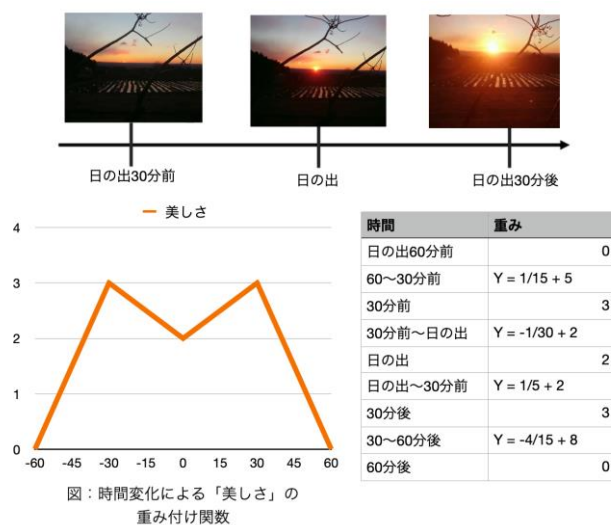 日の出30分前
日の出
日の出30分後
美しさ
4
3
2
1
0
-60 -45 -30 -15 0 15 30 45 60
図：時間変化による「美しさ」の
重み付け関数
時間 重み
日の出60分前 0
60〜30分前 Y = 1/15 + 5
30分前 3
30分前〜日の出 Y = -1/30 + 2
日の出 2
日の出〜30分前 Y = 1/5 + 2
30分後 3
30〜60分後 Y = -4/15 + 8
60分後 0